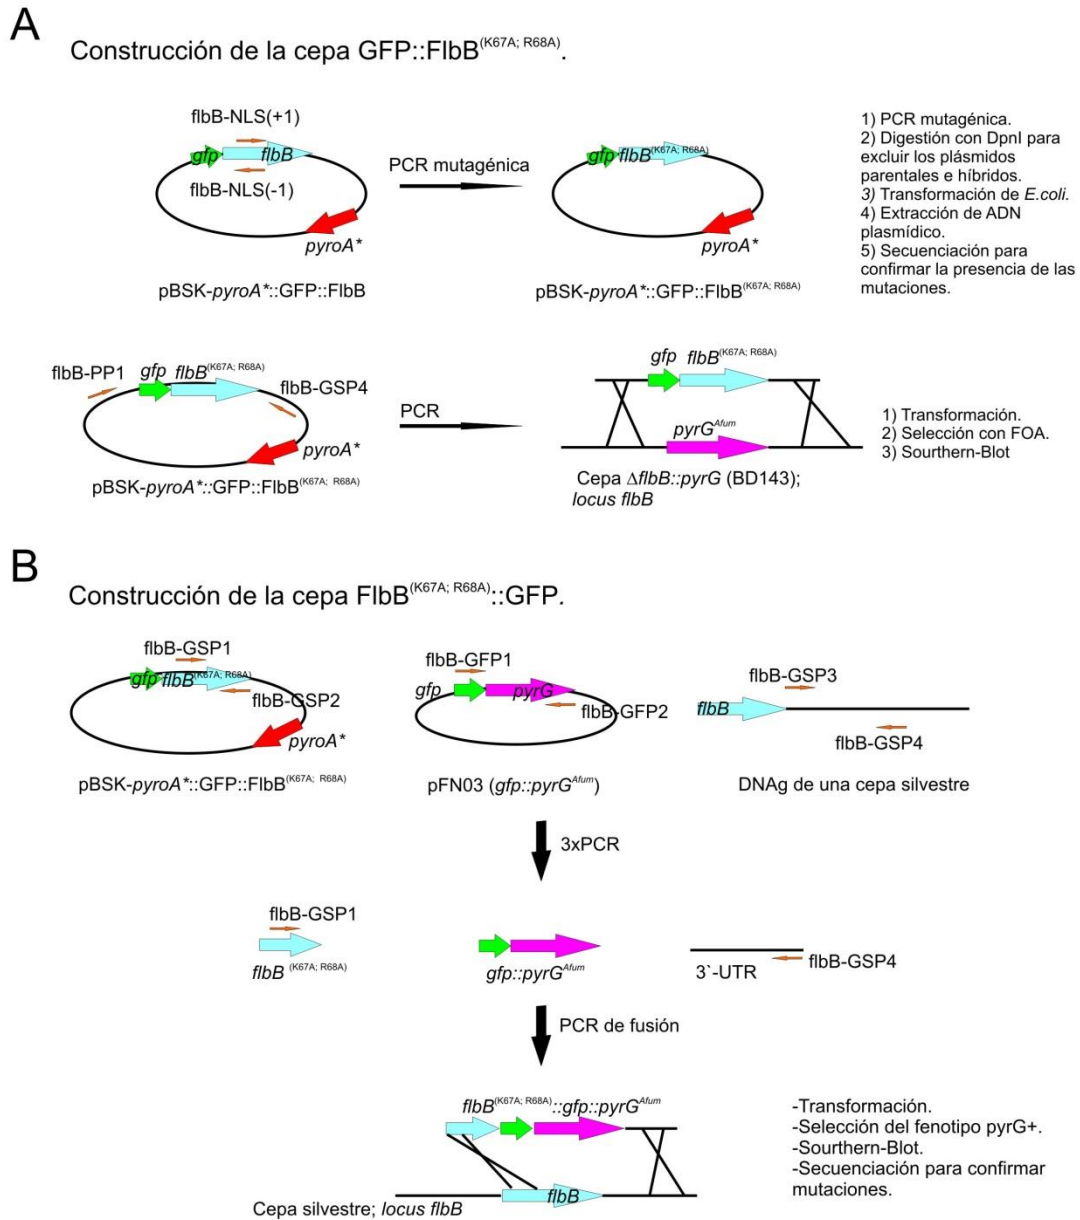 A
Construcción de la cepa GFP::FlbB(K67A; R68A).
flbB-NLS(+1)
gfp
flbB
flbB-NLS(-1)
pyroA*
pBSK-pyroA*::GFP::FlbB
PCR mutagénica
gfp flbB(K67A; R68A)
pyroA*
pBSK-pyroA*::GFP::FlbB(K67A; R68A)
1) PCR mutagénica.
2) Digestión con DpnI para
excluir los plásmidos
parentales e híbridos.
3) Transformación de E.coli.
4) Extracción de ADN
plasmídico.
5) Secuenciación para
confirmar la presencia de las
mutaciones.
flbB-PP1
gfp
flbB(K67A; R68A)
flbB-GSP4
pyroA*
pBSK-pyroA*::GFP::FlbB(K67A; R68A)
PCR
gfp
flbB(K67A; R68A)
pyrGAfum
Cepa ΔflbB::pyrG (BD143);
locus flbB
1) Transformación.
2) Selección con FOA.
3) Sourthern-Blot
B
Construcción de la cepa FlbB(K67A; R68A)::GFP.
flbB-GSP1
gfp flbB(K67A; R68A)
flbB-GSP2
pyroA*
pBSK-pyroA*::GFP::FlbB(K67A; R68A)
flbB-GFP1
gfp
pyrG
flbB-GFP2
pFN03 (gfp::pyrGAfum)
flbB-GSP3
flbB
flbB-GSP4
DNAg de una cepa silvestre
3xPCR
flbB-GSP1
flbB (K67A; R68A)
gfp::pyrGAfum
3`-UTR
flbB-GSP4
PCR de fusión
flbB(K67A; R68A)::gfp::pyrGAfum
flbB
Cepa silvestre; locus flbB
-Transformación.
-Selección del fenotipo pyrG+.
-Sourthern-Blot.
-Secuenciación para confirmar
mutaciones.